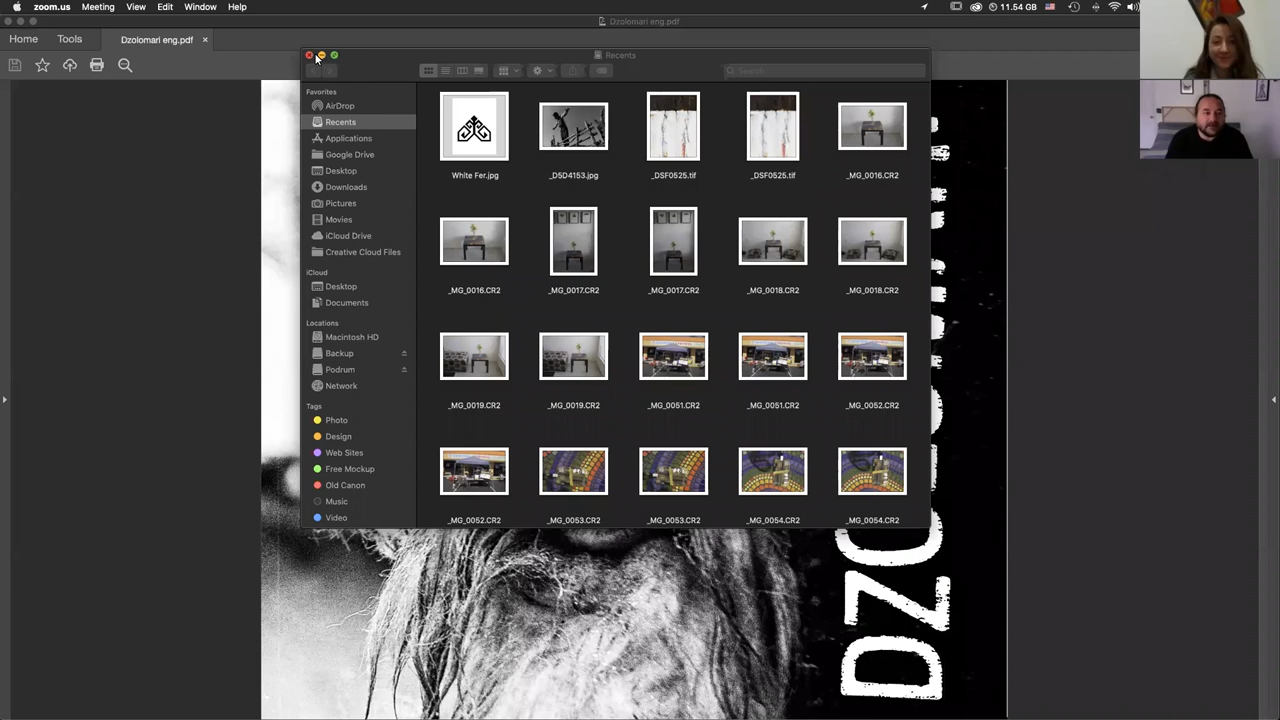 zoom.us Meeting View Edit Window Help 11.54 GB
Dzolomari eng.pdf
Home Tools Dzolomari eng.pdf ×
Recents
Search
Favorites
AirDrop
Recents
Applications
Google Drive
Desktop
Downloads
Pictures
Movies
iCloud Drive
Creative Cloud Files
iCloud
Desktop
Documents
Locations
Macintosh HD
Backup
Podrum
Network
Tags
Photo
Design
Web Sites
Free Mockup
Old Canon
Music
Video
White Fer.jpg _D5D4153.jpg _DSF0525.tif _DSF0525.tif _MG_0016.CR2
_MG_0016.CR2 _MG_0017.CR2 _MG_0017.CR2 _MG_0018.CR2 _MG_0018.CR2
_MG_0019.CR2 _MG_0019.CR2 _MG_0051.CR2 _MG_0051.CR2 _MG_0052.CR2
_MG_0052.CR2 _MG_0053.CR2 _MG_0053.CR2 _MG_0054.CR2 _MG_0054.CR2